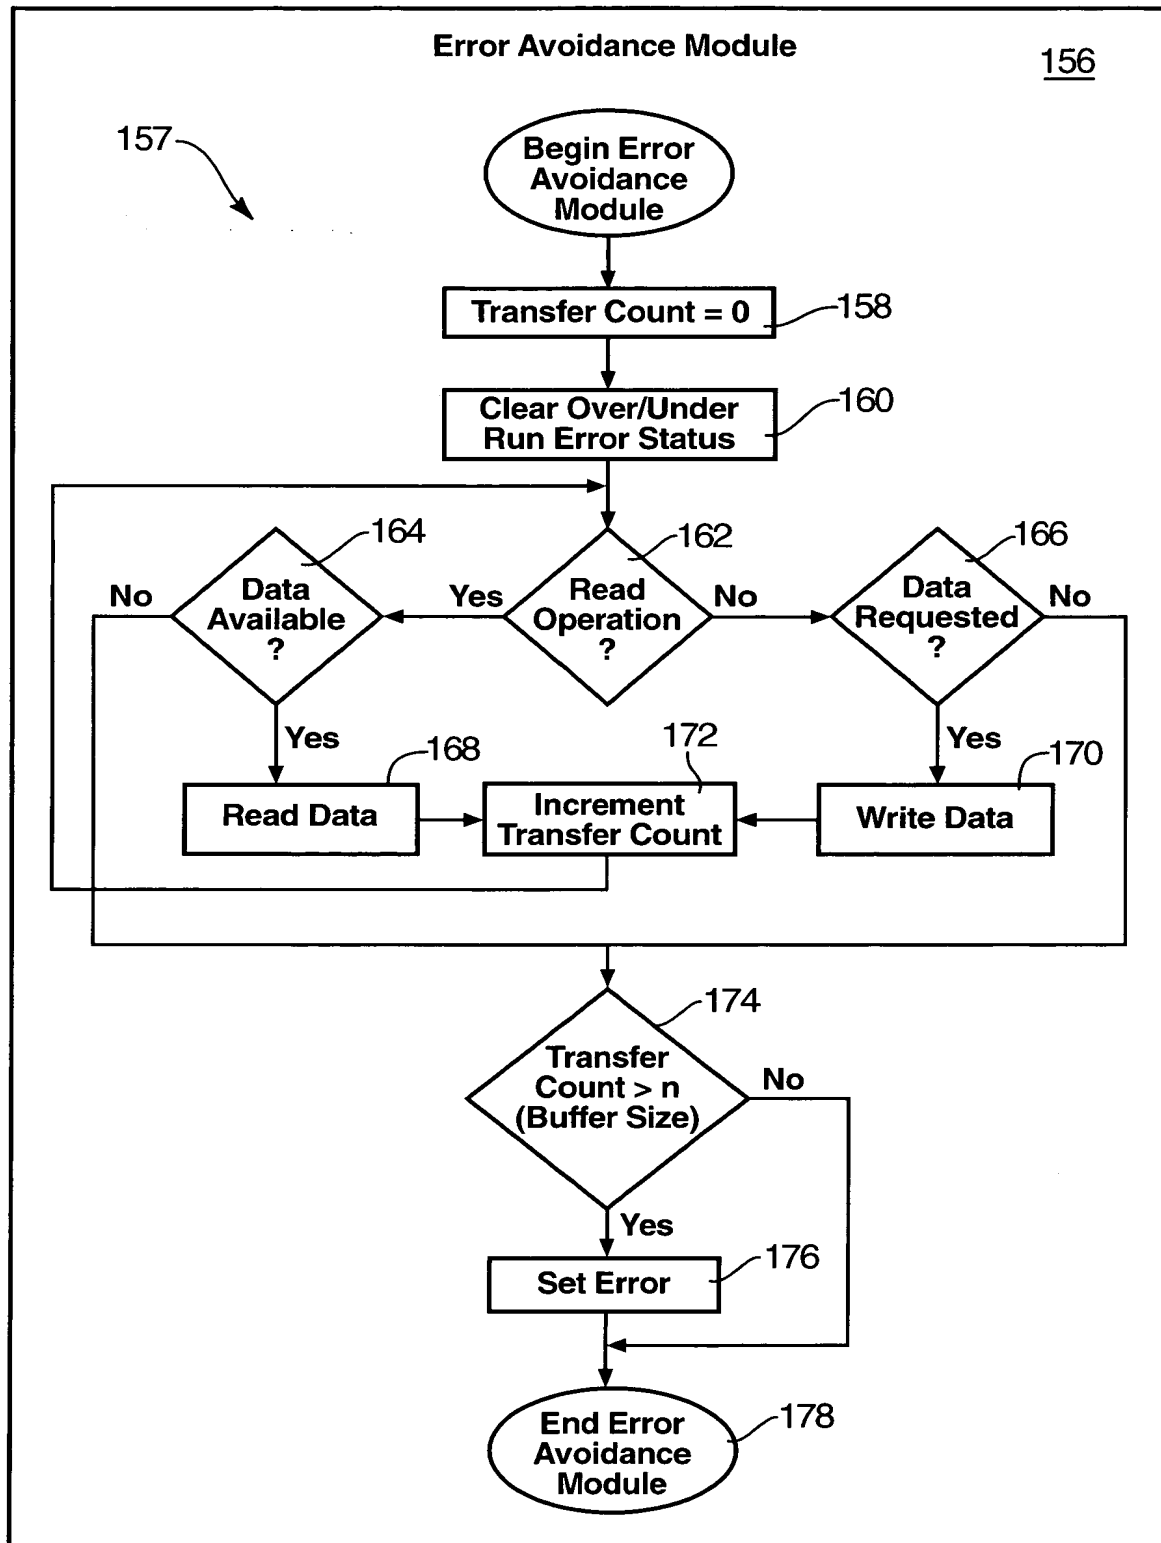 Error Avoidance Module
156
157
Begin Error
Avoidance
Module
Transfer Count = 0
158
Clear Over/Under
Run Error Status
160
164
162
166
No
Data
Available
?
Yes
Read
Operation
?
No
Data
Requested
?
No
Yes
168
172
Yes
170
Read Data
Increment
Transfer Count
Write Data
174
Transfer
Count > n
(Buffer Size)
No
Yes
Set Error
176
End Error
Avoidance
Module
178